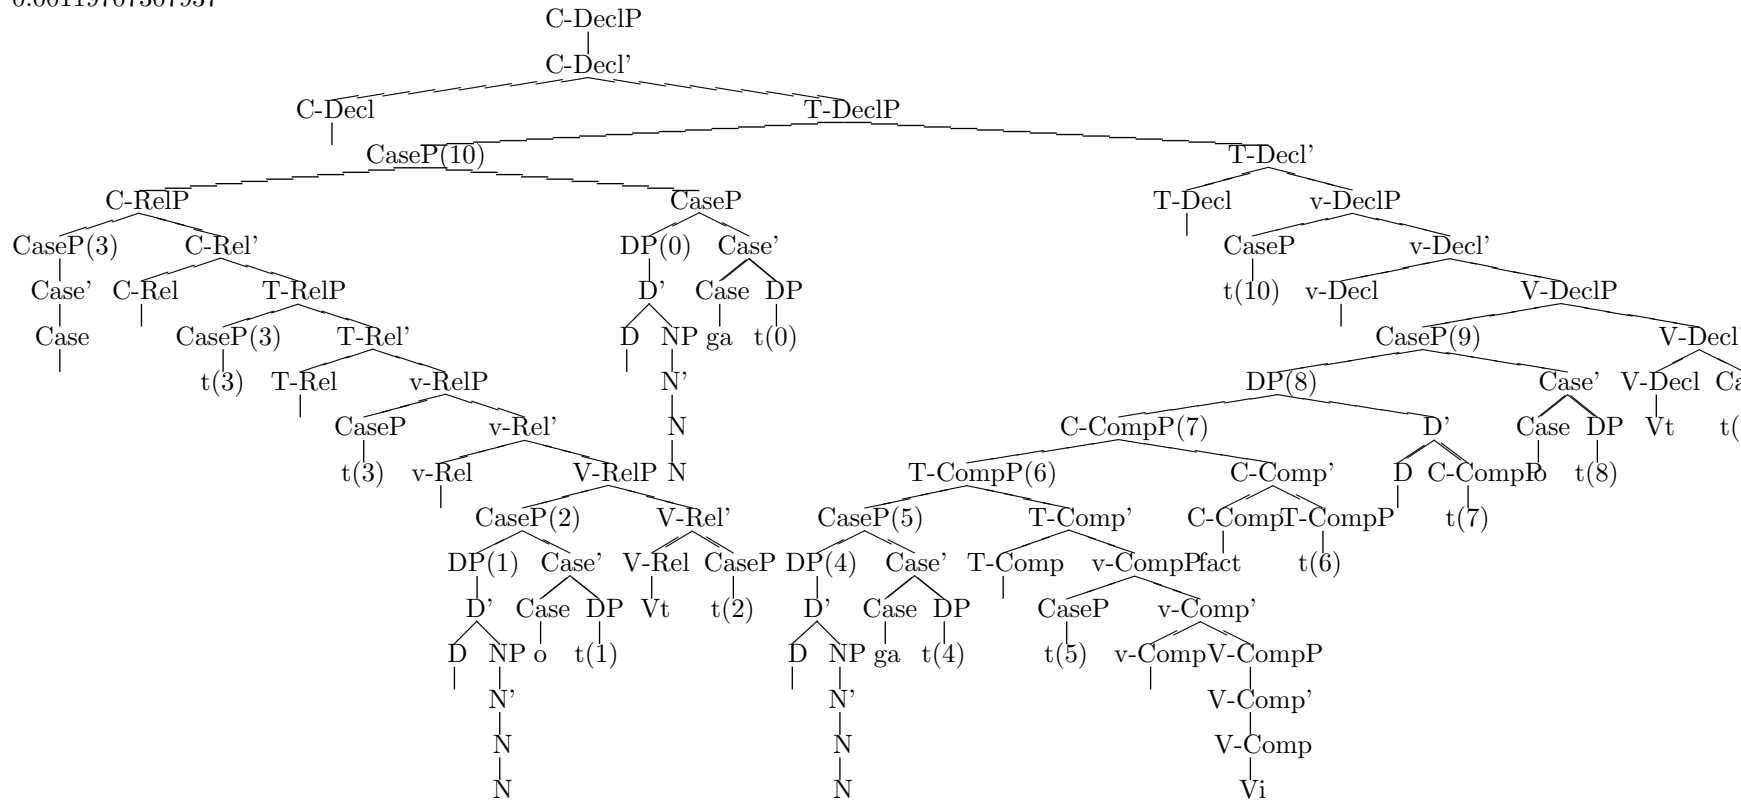 0.00119707307937
C-DeclP
C-Decl’
C-Decl T-DeclP
CaseP(10) T-Decl’
C-RelP CaseP T-Decl v-DeclP
CaseP(3) C-Rel’ DP(0) Case’ CaseP v-Decl’
Case’ C-Rel T-RelP D’ Case DP t(10) v-Decl V-DeclP
Case CaseP(3) T-Rel’ D NP ga t(0) CaseP(9) V-Decl’
t(3) T-Rel v-RelP N’ DP(8) Case’ V-Decl Ca
CaseP v-Rel’ N C-CompP(7) D’ Case DP Vt t(
t(3) v-Rel V-RelP N T-CompP(6) C-Comp’ D C-CompP o t(8)
CaseP(2) V-Rel’ CaseP(5) T-Comp’ C-Comp T-CompP t(7)
DP(1) Case’ V-Rel CaseP DP(4) Case’ T-Comp v-CompP fact t(6)
D’ Case DP Vt t(2) D’ Case DP CaseP v-Comp’
D NP o t(1) D NP ga t(4) t(5) v-Comp V-CompP
N’ N’ V-Comp’
N N V-Comp
N N Vi